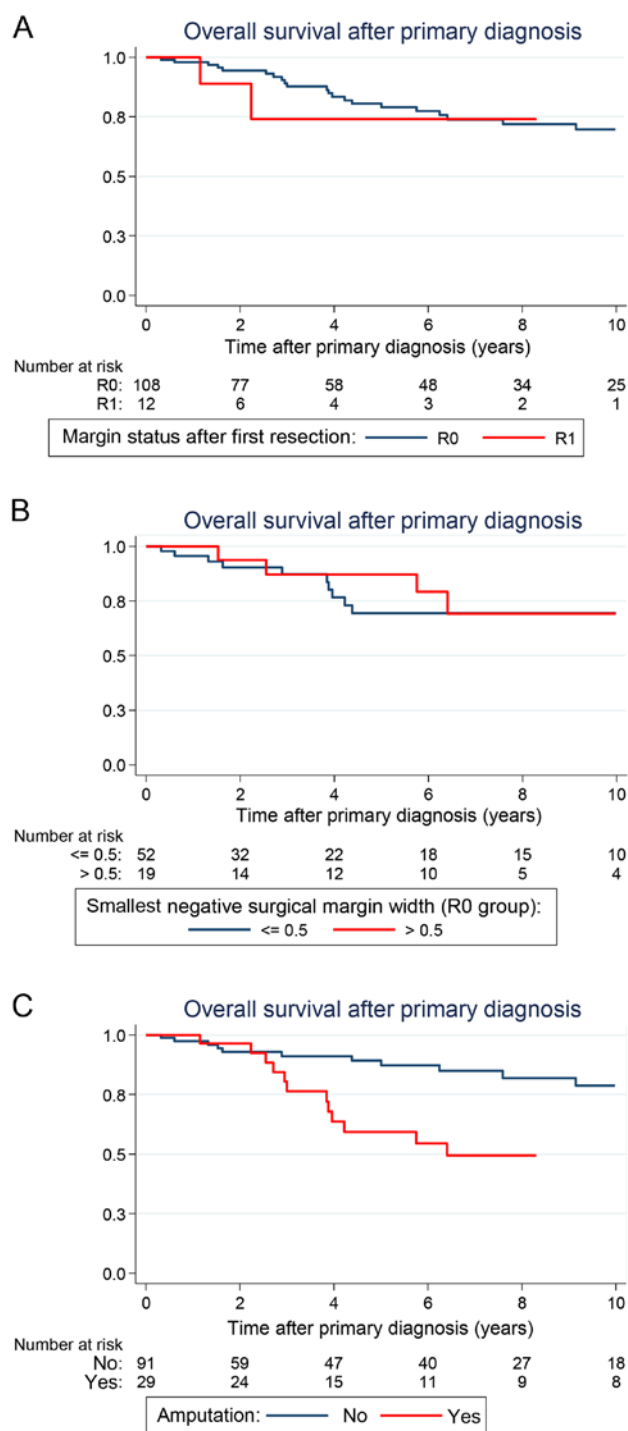 A
Overall survival after primary diagnosis
1.0
0.8
0.5
0.3
0.0
0 2 4 6 8 10
Time after primary diagnosis (years)
Number at risk
R0: 108 77 58 48 34 25
R1: 12 6 4 3 2 1
Margin status after first resection: R0 R1
B
Overall survival after primary diagnosis
1.0
0.8
0.5
0.3
0.0
0 2 4 6 8 10
Time after primary diagnosis (years)
Number at risk
<= 0.5: 52 32 22 18 15 10
> 0.5: 19 14 12 10 5 4
Smallest negative surgical margin width (R0 group):
<= 0.5 > 0.5
C
Overall survival after primary diagnosis
1.0
0.8
0.5
0.3
0.0
0 2 4 6 8 10
Time after primary diagnosis (years)
Number at risk
No: 91 59 47 40 27 18
Yes: 29 24 15 11 9 8
Amputation: No Yes